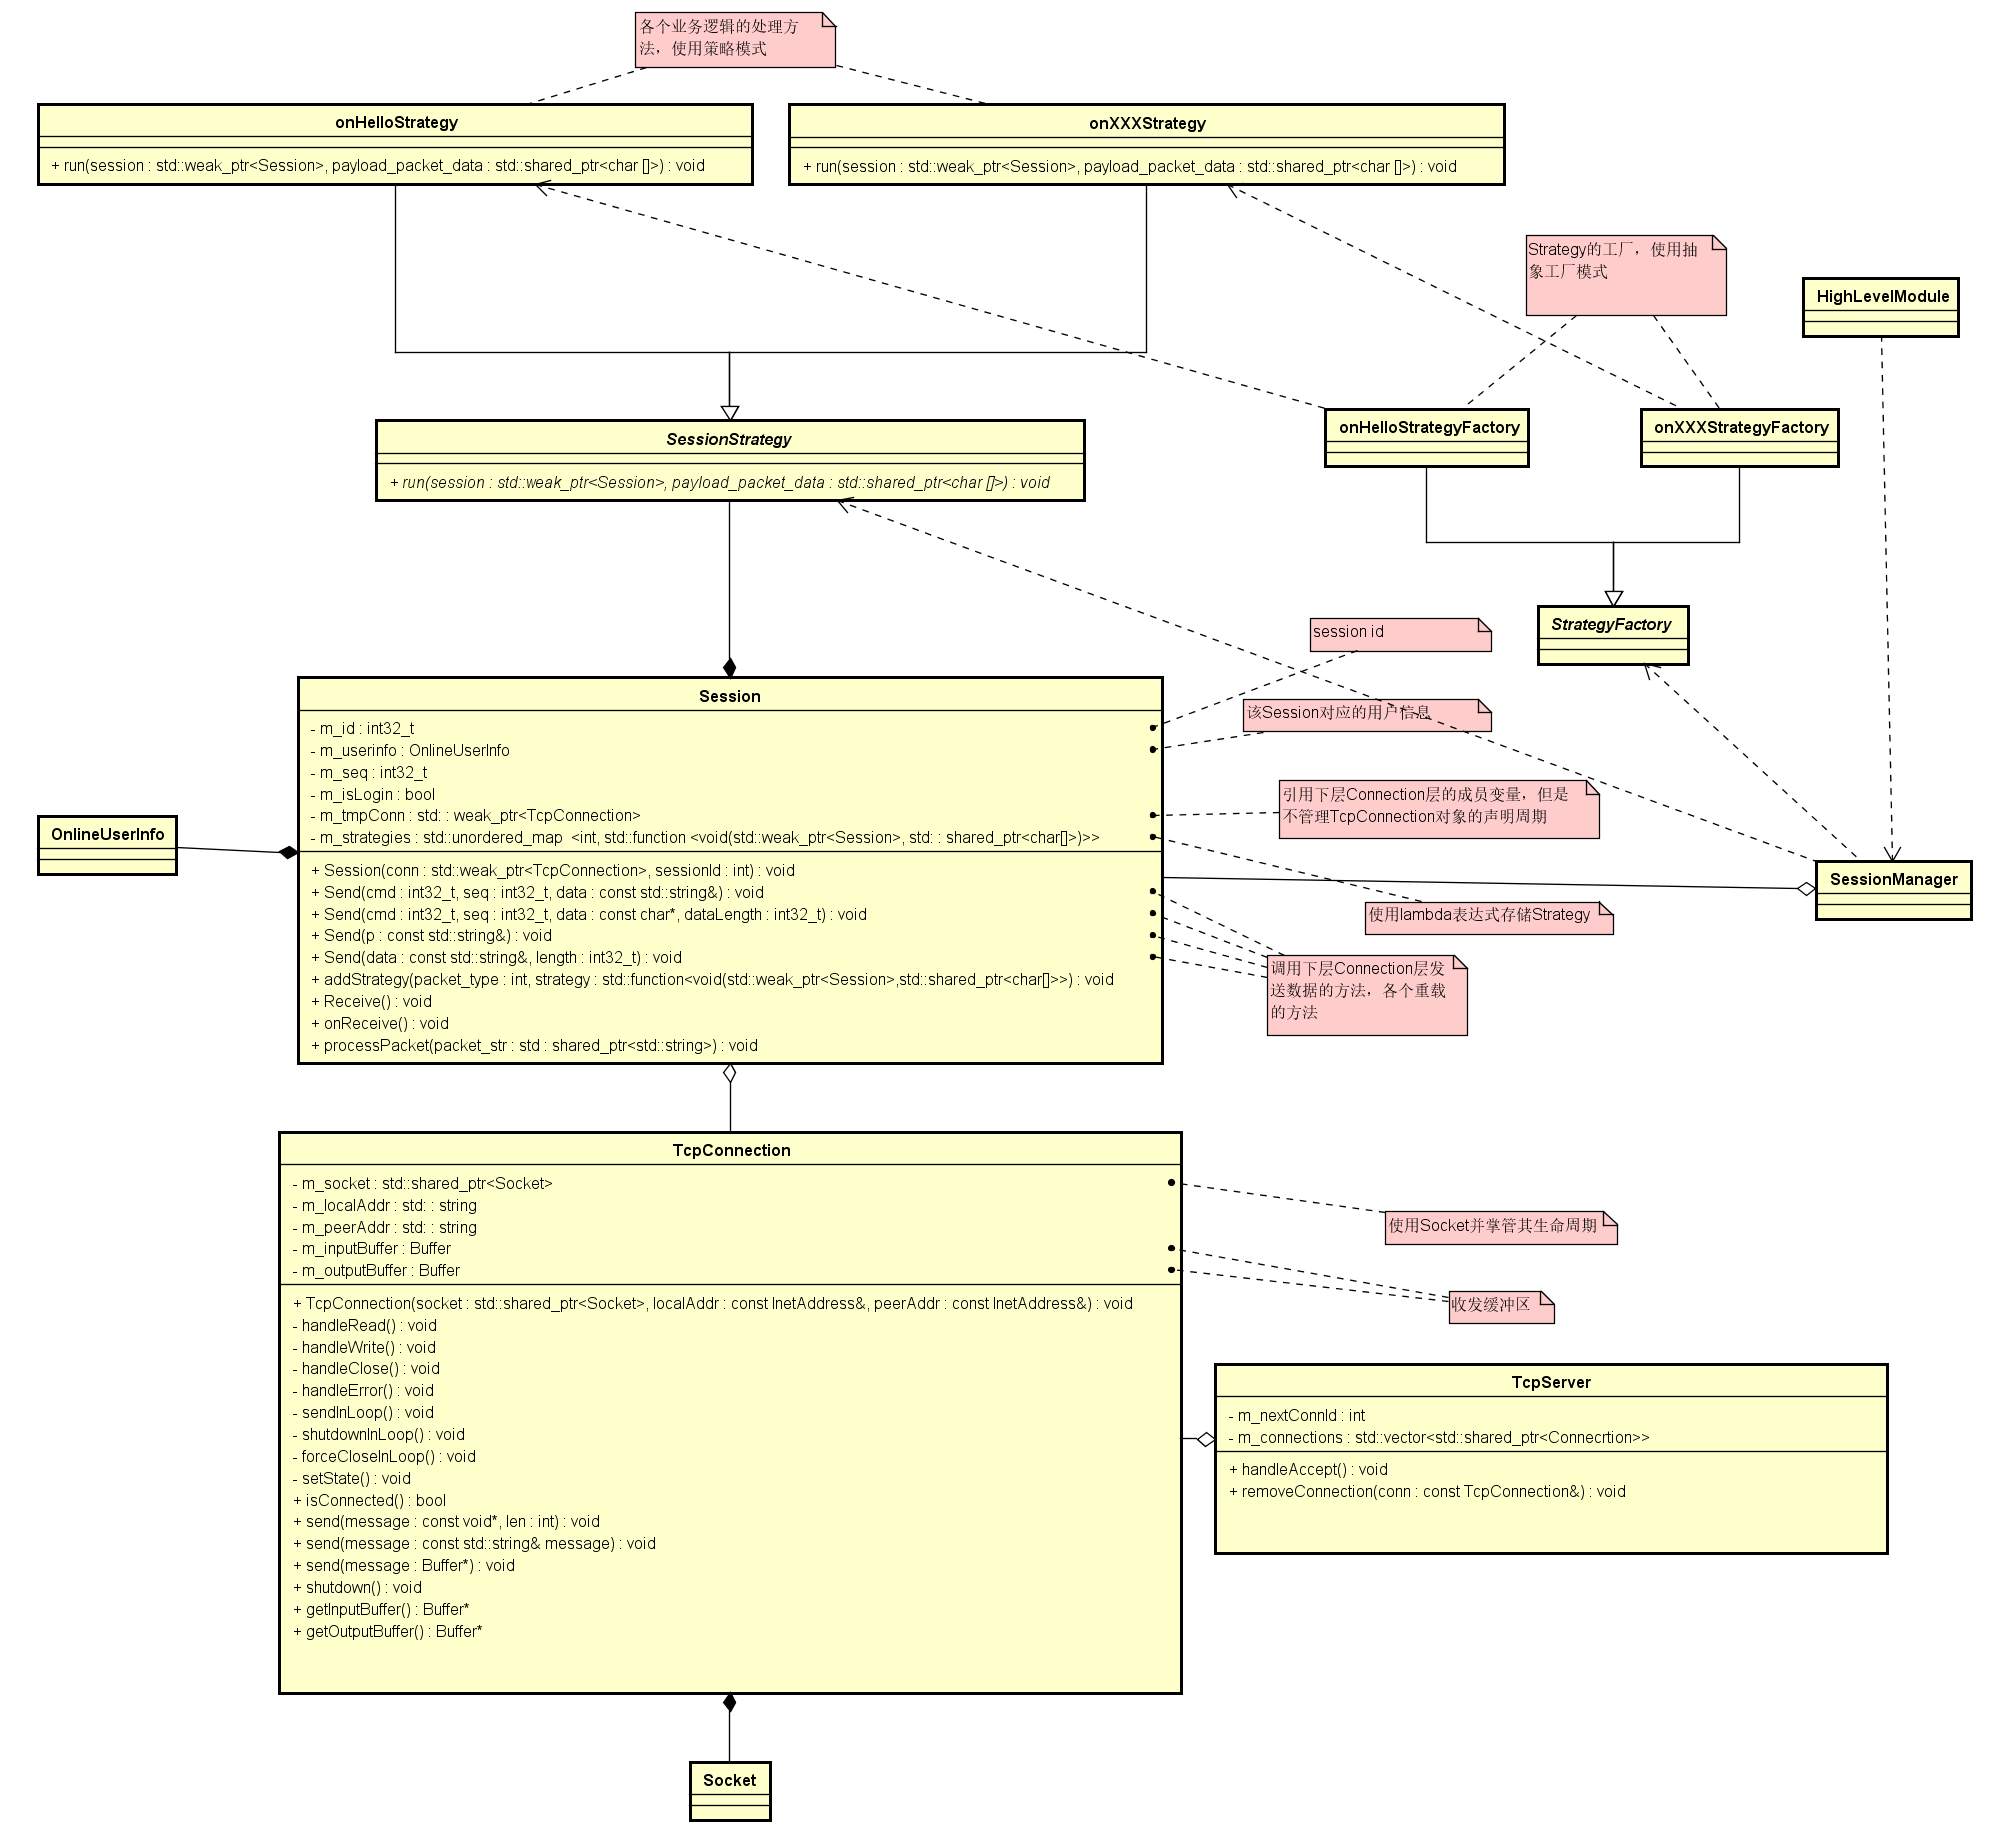 各个业务逻辑的处理方
法，使用策略模式
onHelloStrategy
+ run(session : std::weak_ptr<Session>, payload_packet_data : std::shared_ptr<char []>) : void
onXXXStrategy
+ run(session : std::weak_ptr<Session>, payload_packet_data : std::shared_ptr<char []>) : void
Strategy的工厂，使用抽
象工厂模式
HighLevelModule
onHelloStrategyFactory
onXXXStrategyFactory
SessionStrategy
+ run(session : std::weak_ptr<Session>, payload_packet_data : std::shared_ptr<char []>) : void
StrategyFactory
session id
该Session对应的用户信息
引用下层Connection层的成员变量，但是
不管理TcpConnection对象的声明周期
使用lambda表达式存储Strategy
调用下层Connection层发
送数据的方法，各个重载
的方法
Session
- m_id : int32_t
- m_userinfo : OnlineUserInfo
- m_seq : int32_t
- m_isLogin : bool
- m_tmpConn : std: : weak_ptr<TcpConnection>
- m_strategies : std::unordered_map  <int, std::function <void(std::weak_ptr<Session>, std: : shared_ptr<char[]>)>>
+ Session(conn : std::weak_ptr<TcpConnection>, sessionId : int) : void
+ Send(cmd : int32_t, seq : int32_t, data : const std::string&) : void
+ Send(cmd : int32_t, seq : int32_t, data : const char*, dataLength : int32_t) : void
+ Send(p : const std::string&) : void
+ Send(data : const std::string&, length : int32_t) : void
+ addStrategy(packet_type : int, strategy : std::function<void(std::weak_ptr<Session>,std::shared_ptr<char[]>>) : void
+ Receive() : void
+ onReceive() : void
+ processPacket(packet_str : std : shared_ptr<std::string>) : void
OnlineUserInfo
SessionManager
TcpConnection
- m_socket : std::shared_ptr<Socket>
- m_localAddr : std: : string
- m_peerAddr : std: : string
- m_inputBuffer : Buffer
- m_outputBuffer : Buffer
+ TcpConnection(socket : std::shared_ptr<Socket>, localAddr : const InetAddress&, peerAddr : const InetAddress&) : void
- handleRead() : void
- handleWrite() : void
- handleClose() : void
- handleError() : void
- sendInLoop() : void
- shutdownInLoop() : void
- forceCloseInLoop() : void
- setState() : void
+ isConnected() : bool
+ send(message : const void*, len : int) : void
+ send(message : const std::string& message) : void
+ send(message : Buffer*) : void
+ shutdown() : void
+ getInputBuffer() : Buffer*
+ getOutputBuffer() : Buffer*
使用Socket并掌管其生命周期
收发缓冲区
TcpServer
- m_nextConnId : int
- m_connections : std::vector<std::shared_ptr<Connecrtion>>
+ handleAccept() : void
+ removeConnection(conn : const TcpConnection&) : void
Socket